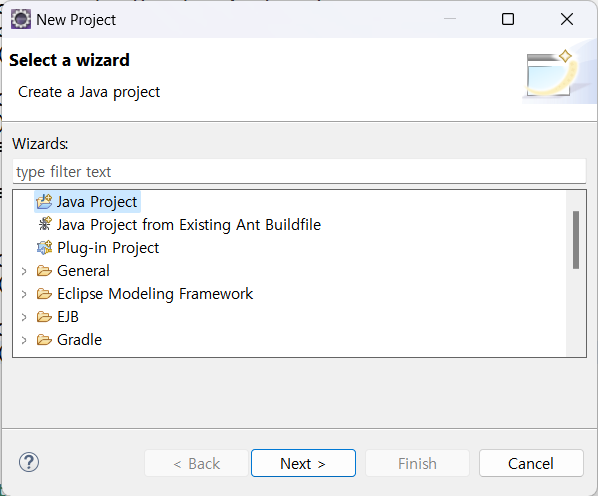 New Project
Select a wizard
Create a Java project
Wizards:
type filter text
Java Project
Java Project from Existing Ant Buildfile
Plug-in Project
General
Eclipse Modeling Framework
EJB
Gradle
< Back Next > Finish Cancel